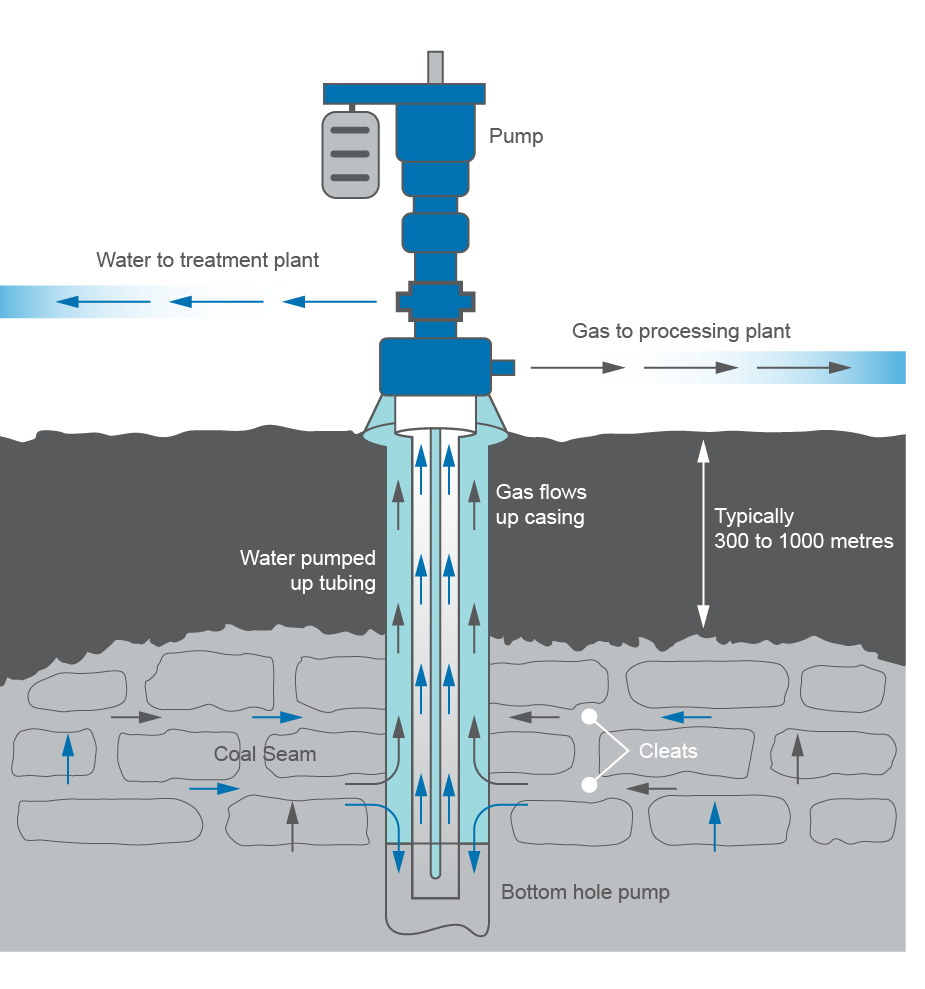 Pump
Water to treatment plant
Gas to processing plant
Gas flows
up casing
Typically
300 to 1000 metres
Water pumped
up tubing
Coal Seam
Cleats
Bottom hole pump